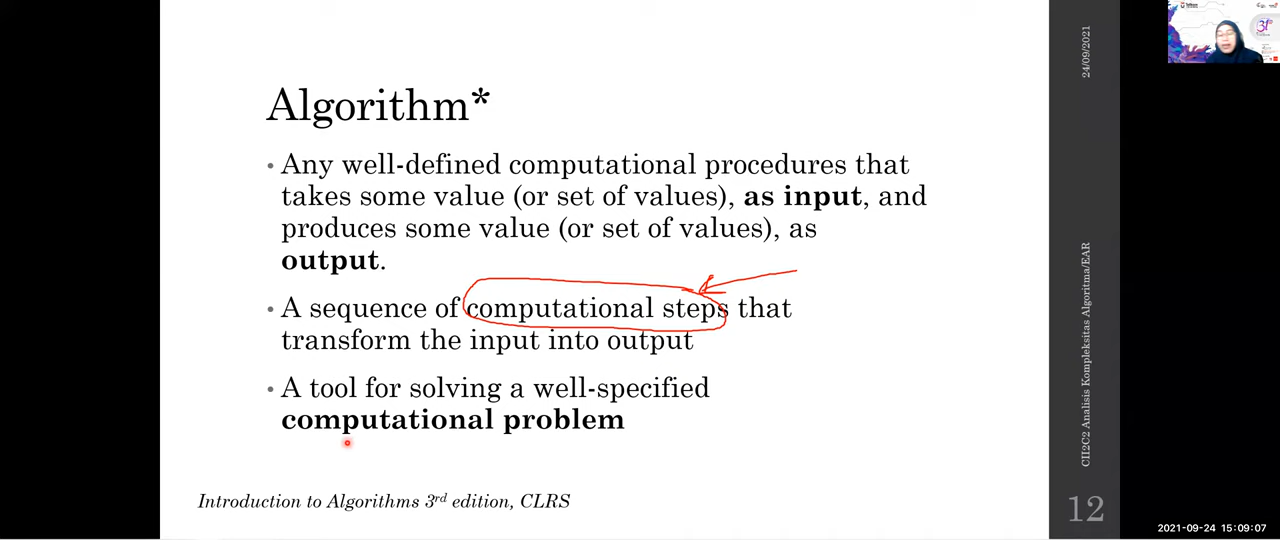 Algorithm*
• Any well-defined computational procedures that
takes some value (or set of values), as input, and
produces some value (or set of values), as
output.
• A sequence of computational steps that
transform the input into output
• A tool for solving a well-specified
computational problem
Introduction to Algorithms 3rd edition, CLRS
24/09/2021
CII2C2 Analisis Kompleksitas Algoritma/EAR
12
2021-09-24 15:09:07